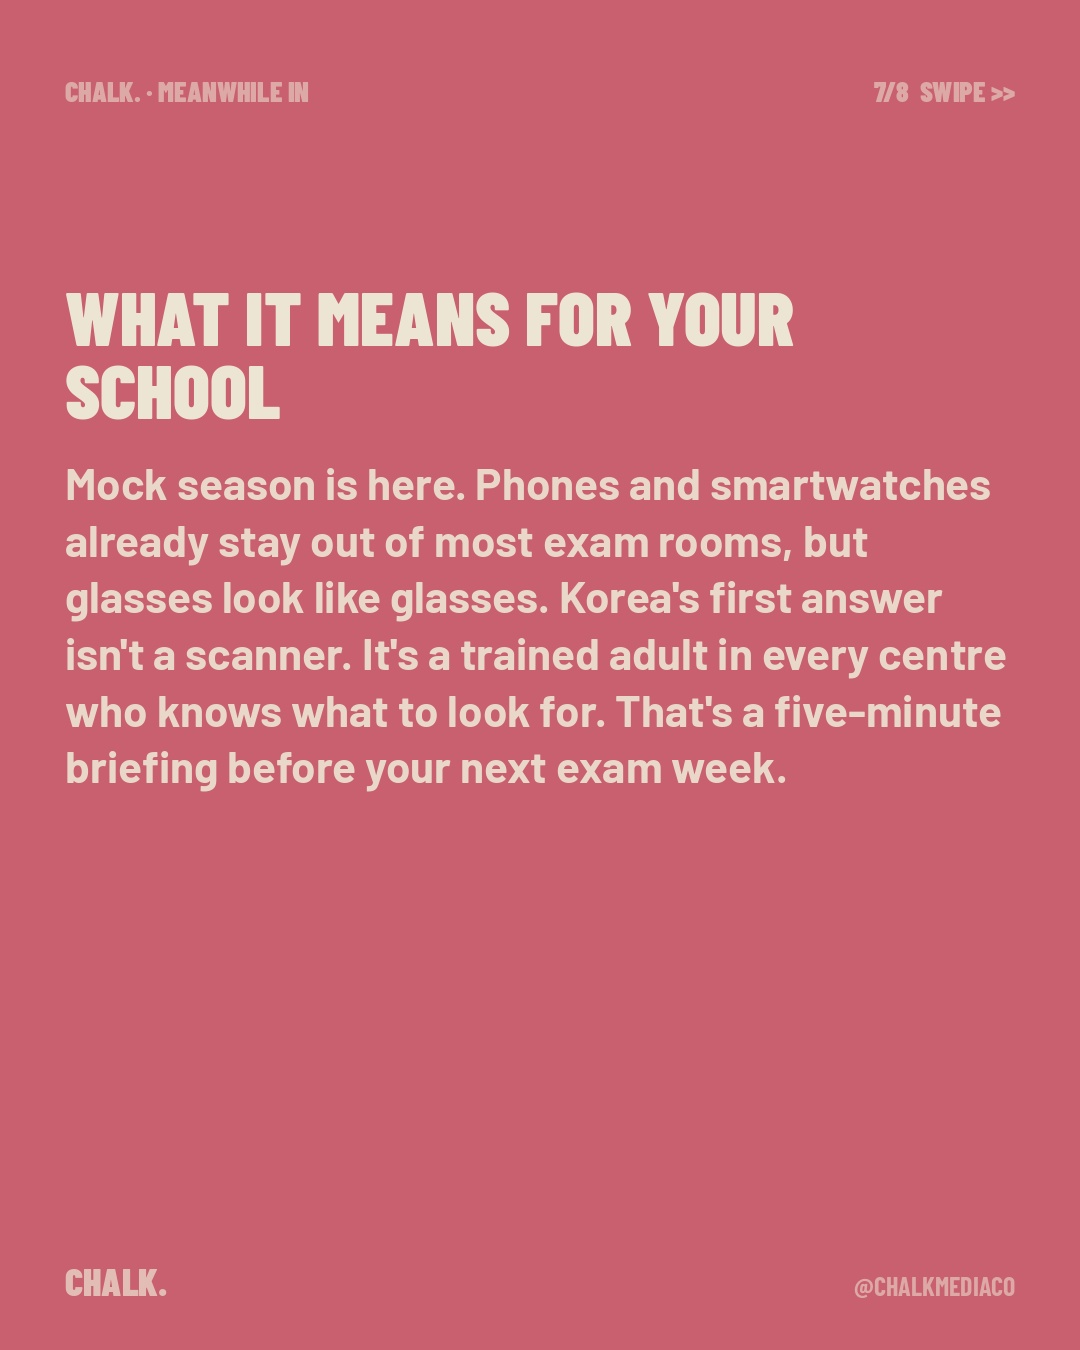 CHALK. · MEANWHILE IN
7/8 SWIPE >>
WHAT IT MEANS FOR YOUR
SCHOOL
Mock season is here. Phones and smartwatches
already stay out of most exam rooms, but
glasses look like glasses. Korea's first answer
isn't a scanner. It's a trained adult in every centre
who knows what to look for. That's a five-minute
briefing before your next exam week.
CHALK.
@CHALKMEDIACO